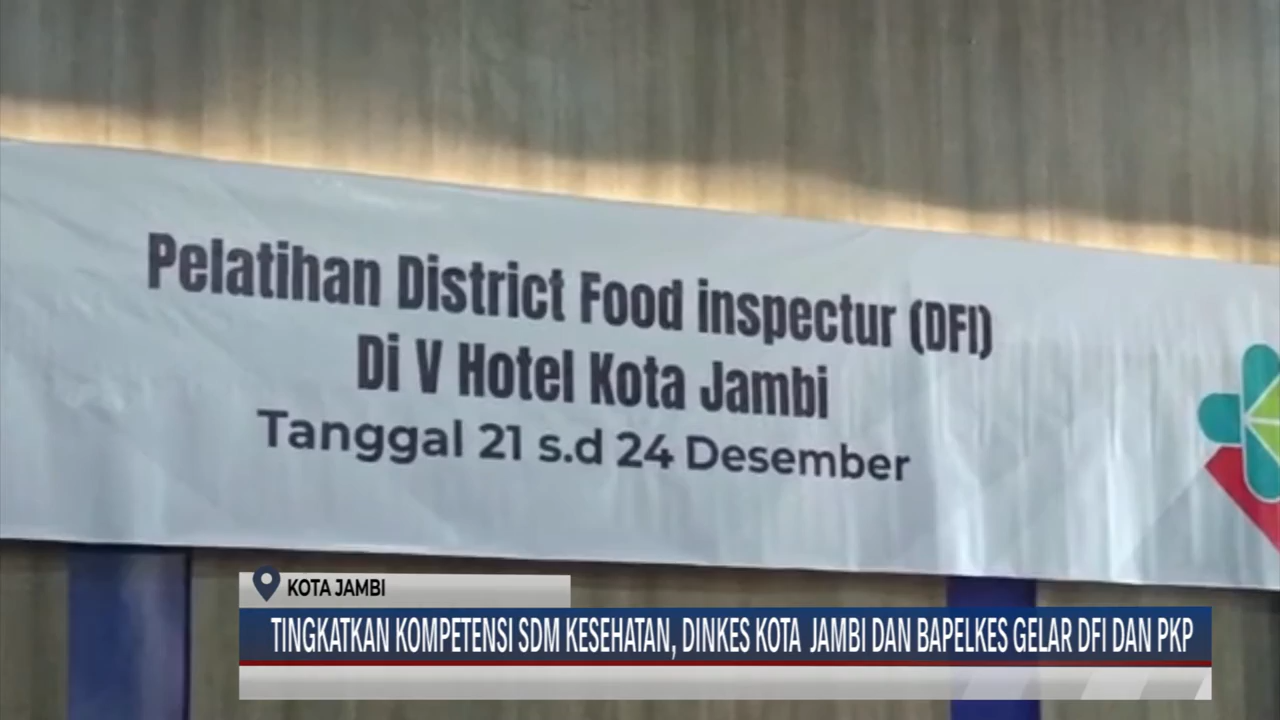 Pelatihan District Food inspectur (DFI)
Di V Hotel Kota Jambi
Tanggal 21 s.d 24 Desember
KOTA JAMBI
TINGKATKAN KOMPETENSI SDM KESEHATAN, DINKES KOTA JAMBI DAN BAPELKES GELAR DFI DAN PKP